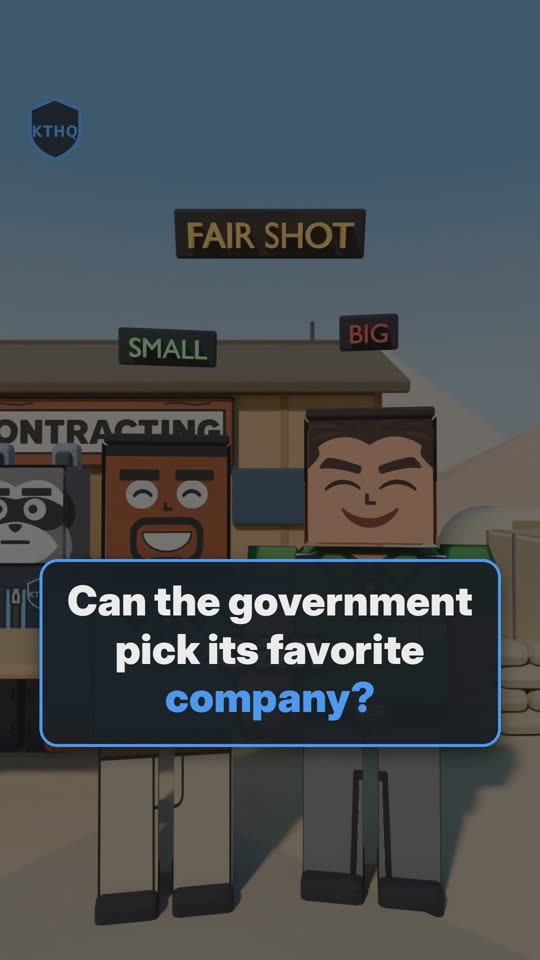 KTHQ
FAIR SHOT
SMALL
BIG
ONTRACTING
Can the government
pick its favorite
company?